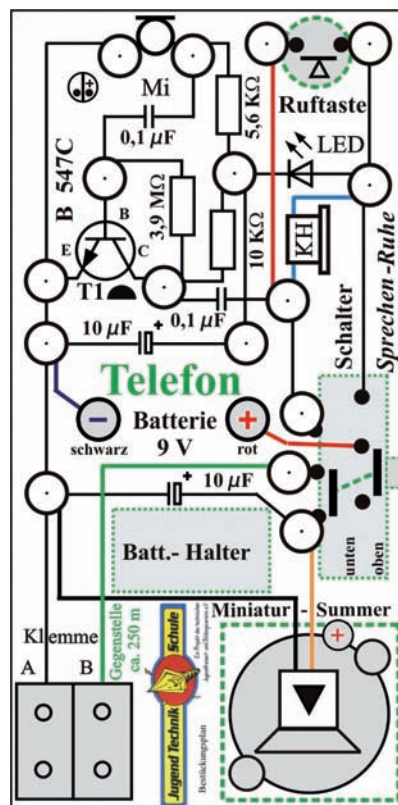 Mi
5,6 KΩ
Ruftaste
0,1 µF
B 547C
LED
3,9 MΩ
10 KΩ
KH
B
E
C
T1
0,1 µF
10 µF
+
Schalter
Sprechen-Ruhe
Telefon
−
Batterie
9 V
+
schwarz
rot
+
10 µF
Batt.- Halter
unten
oben
Miniatur - Summer
+
Klemme
A
B
Gegenstelle
ca. 250 m
Jugend Technik Schule
Bestückungsplan